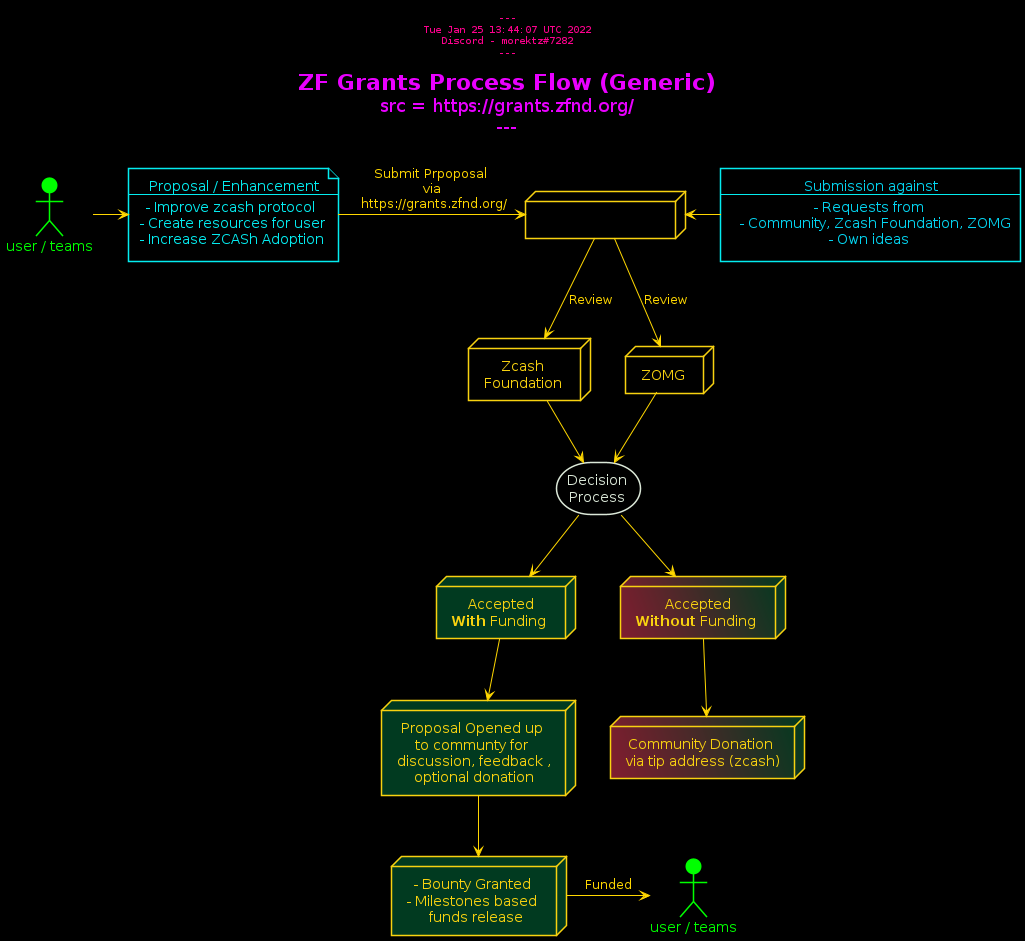 ---
Tue Jan 25 13:44:07 UTC 2022
Discord - morektz#7282
---
ZF Grants Process Flow (Generic)
src = https://grants.zfnd.org/
---
user / teams
Proposal / Enhancement
- Improve zcash protocol
- Create resources for user
- Increase ZCASh Adoption
Submit Prpoposal
via
https://grants.zfnd.org/
Submission against
- Requests from
- Community, Zcash Foundation, ZOMG
- Own ideas
Review
Review
Zcash
Foundation
ZOMG
Decision
Process
Accepted
With Funding
Accepted
Without Funding
Proposal Opened up
to communty for
discussion, feedback ,
optional donation
Community Donation
via tip address (zcash)
- Bounty Granted
- Milestones based
funds release
Funded
user / teams